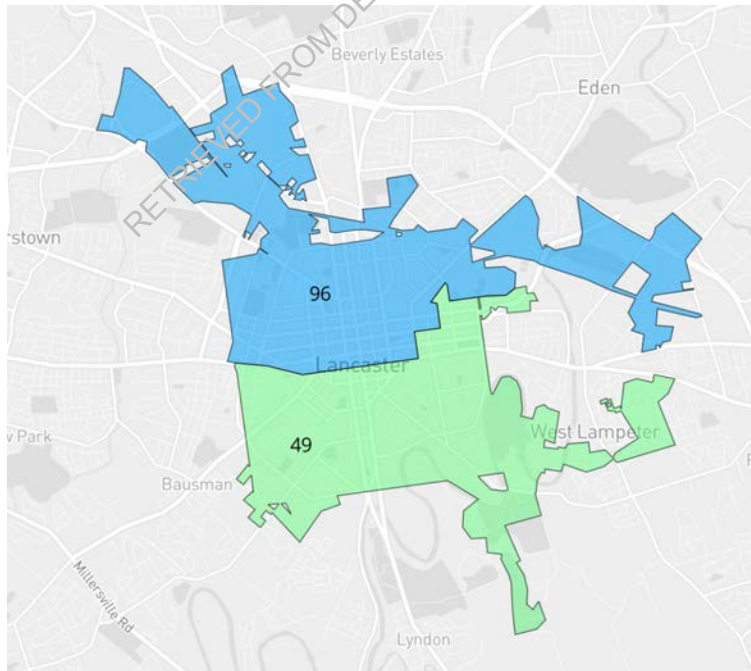 RETRIEVED FROM DE
Beverly Estates
Eden
rstown
96
Lancaster
49
West Lampeter
w Park
Bausman
Millersville Rd
Lyndon